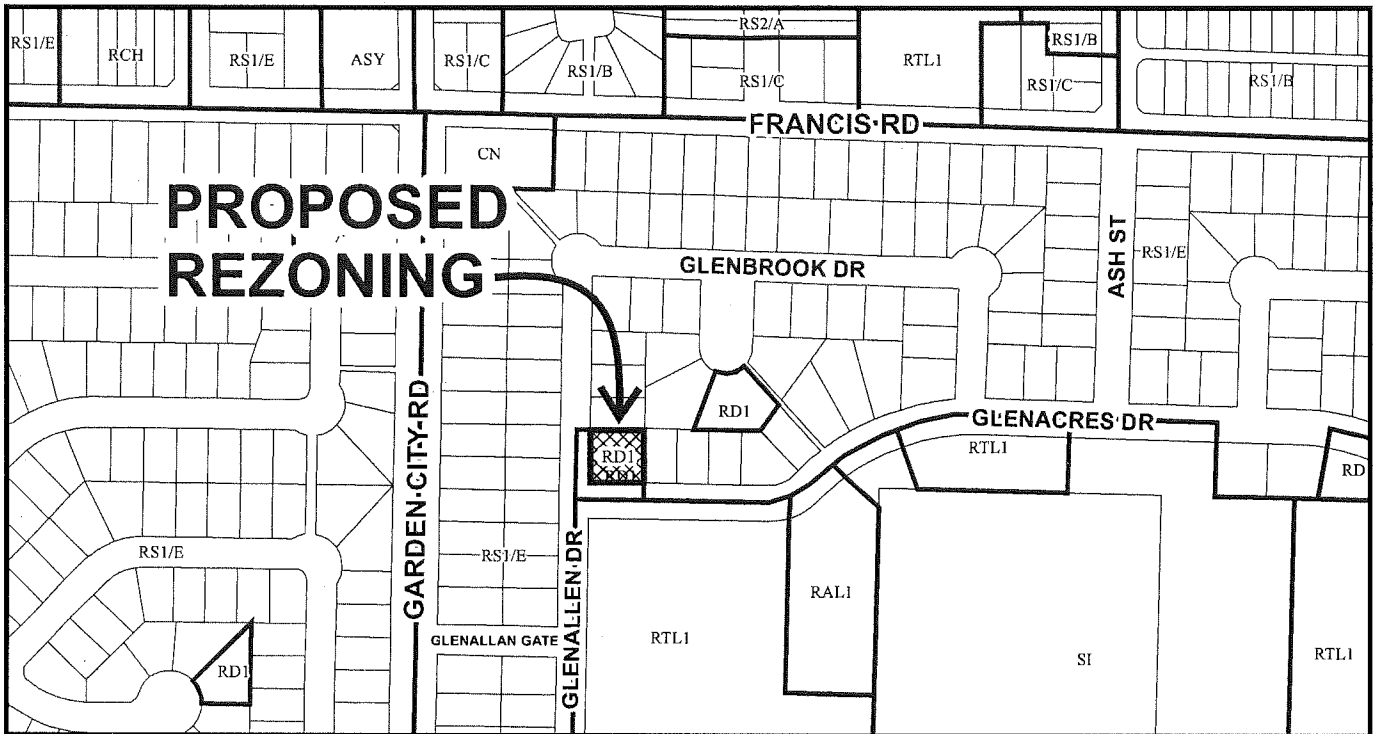 RS1/E
RCH
RS1/E
ASY
RS1/C
RS1/B
RS2/A
RS1/C
RTL1
RS1/B
RS1/C
RS1/B
FRANCIS RD
CN
PROPOSED
REZONING
GLENBROOK DR
ASH ST
RS1/E
RD1
GLENACRES DR
RTL1
RD
RD1
GARDEN CITY RD
RS1/E
RS1/E
GLENALLEN DR
RAL1
GLENALLAN GATE
RTL1
SI
RTL1
RD1